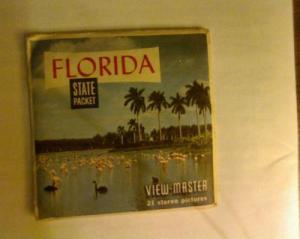 FLORIDA
STATE
PACKET
VIEW-MASTER
21 stereo pictures